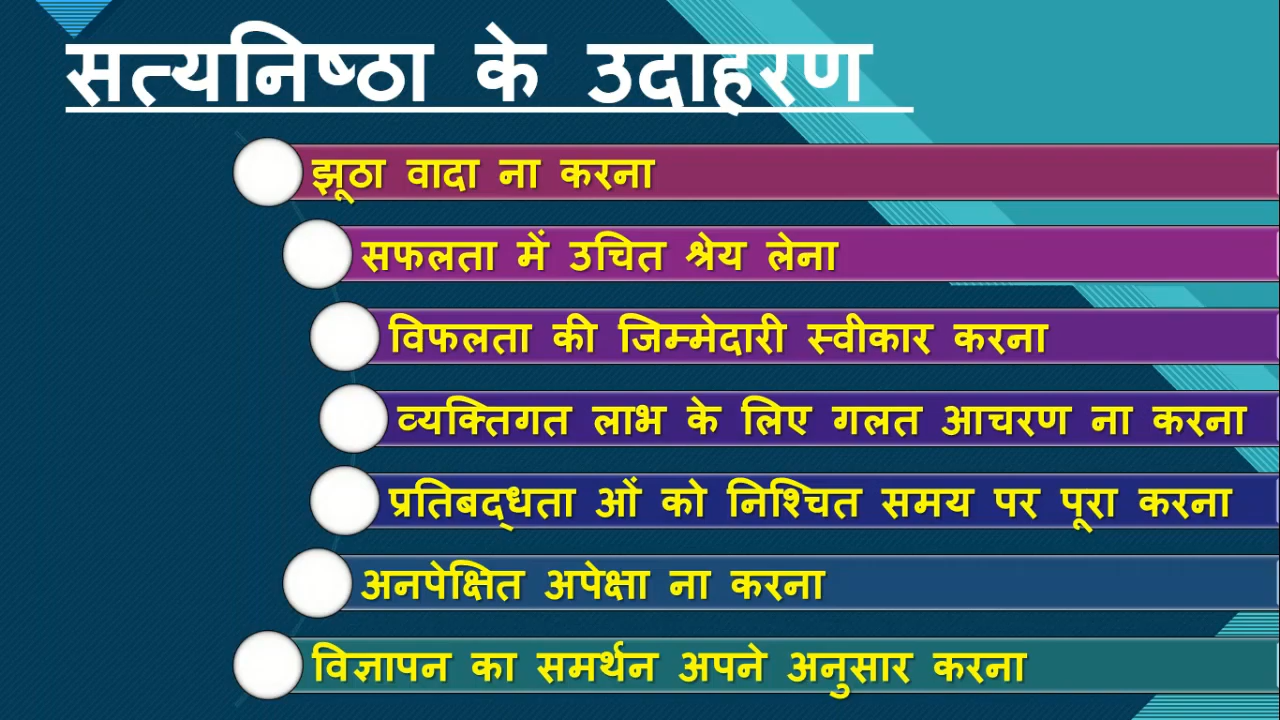 सत्यनिष्ठा के उदाहरण
झूठा वादा ना करना
सफलता में उचित श्रेय लेना
विफलता की जिम्मेदारी स्वीकार करना
व्यक्तिगत लाभ के लिए गलत आचरण ना करना
प्रतिबद्धता ओं को निश्चित समय पर पूरा करना
अनपेक्षित अपेक्षा ना करना
विज्ञापन का समर्थन अपने अनुसार करना